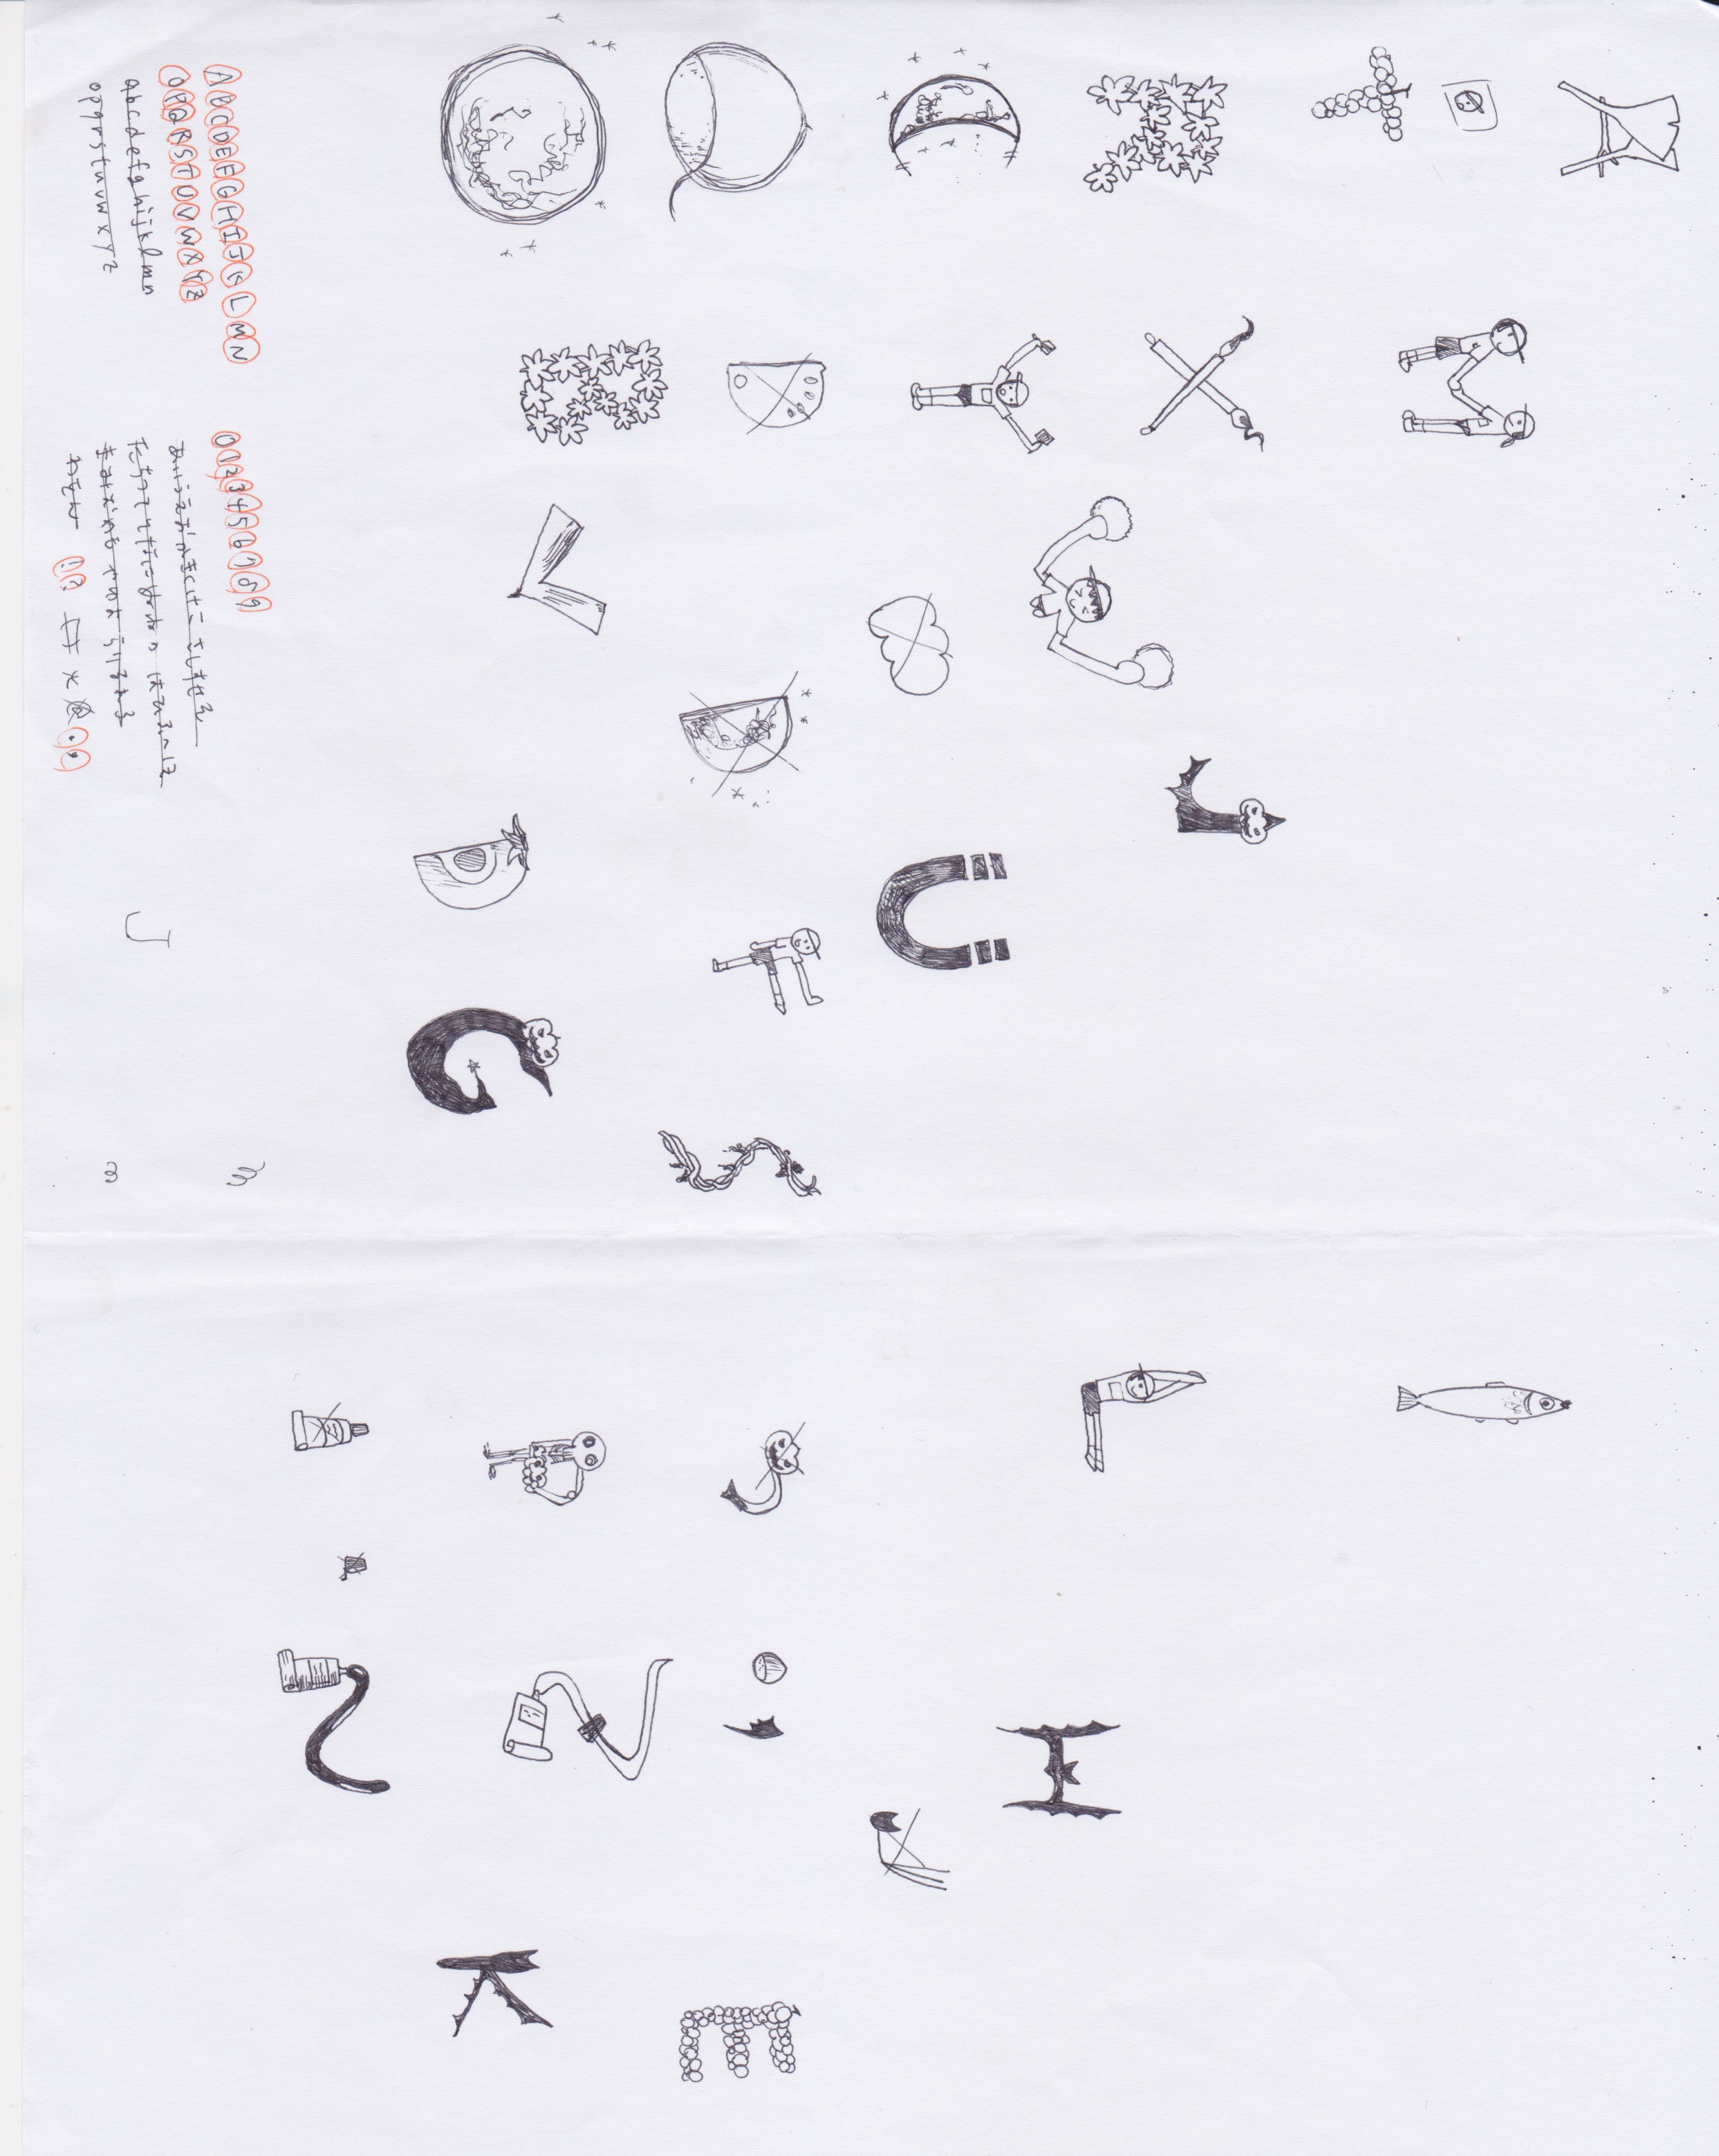 ABCDEFGHIJKLMN
OPQRSTUVWXYZ
abcdefghijklmn
opqrstuvwxyz
0123456789
あいうえおかきくけこさしすせそ
たちつてとなにぬねのはひふへほ
まみむめもやゆよらりるれろ
わをん !?
J
m
m